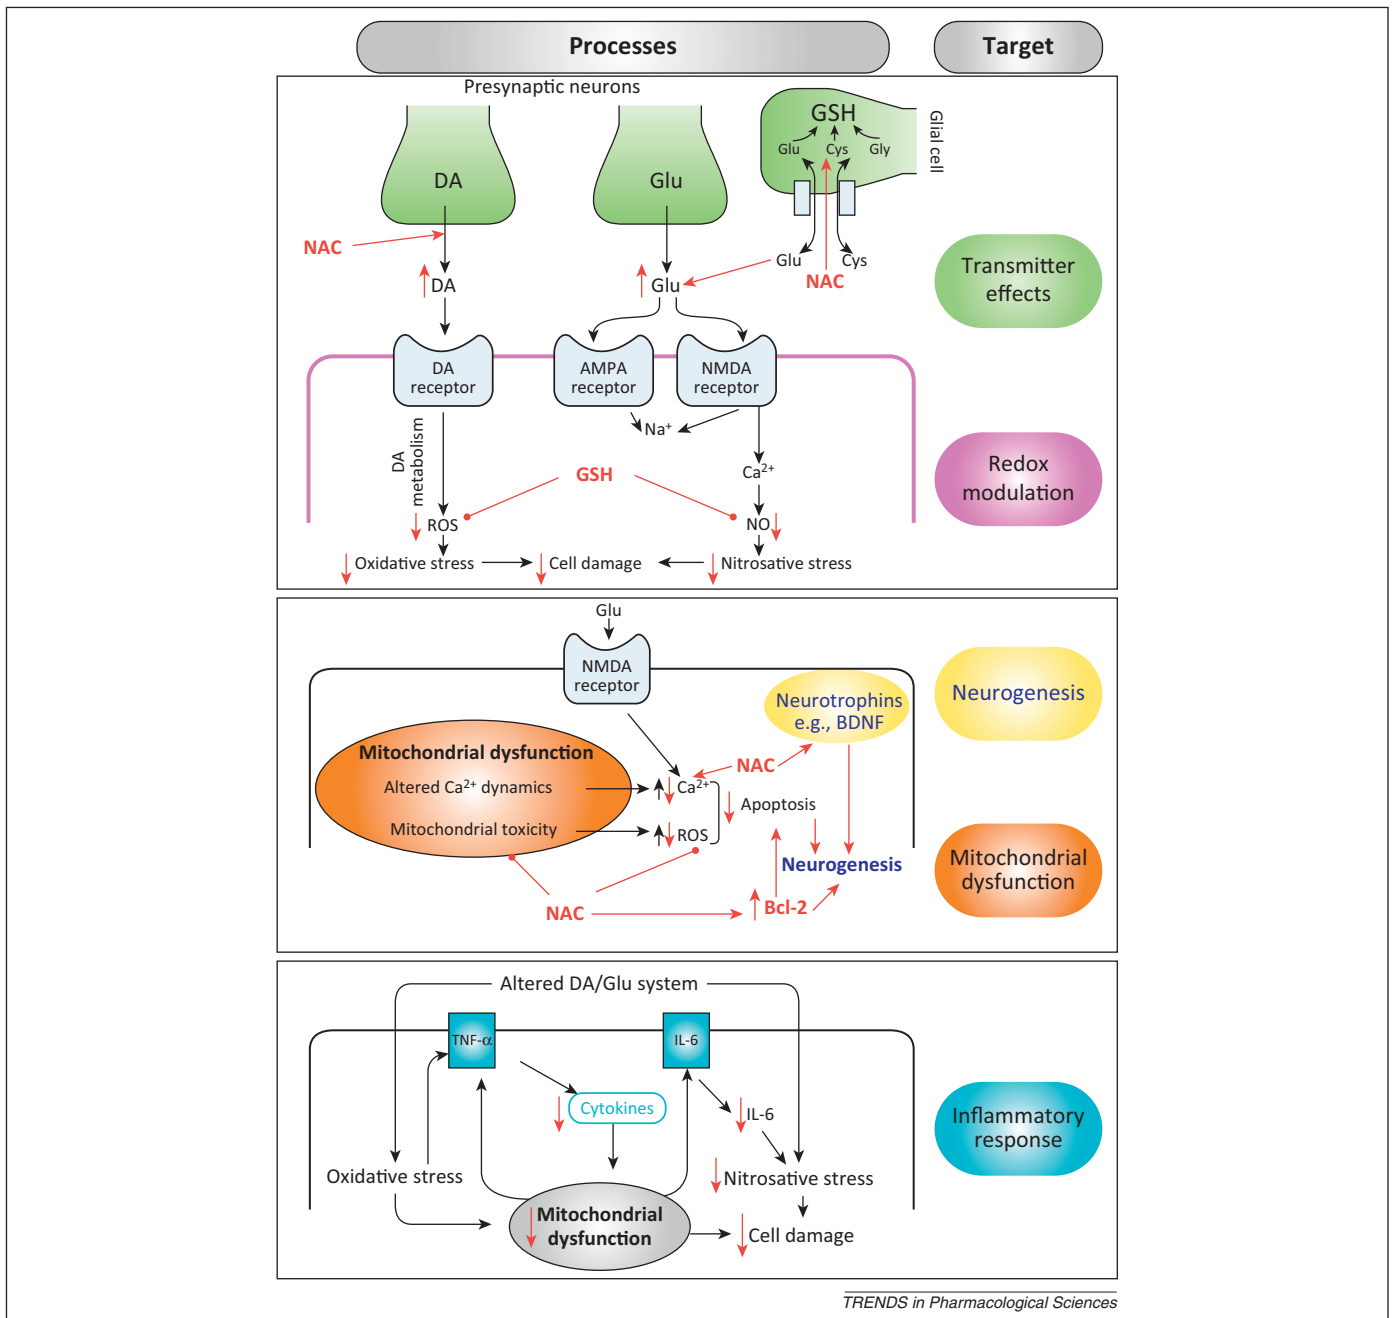 Processes
Target
Presynaptic neurons
GSH
Glu
Cys
Gly
Glial cell
DA
Glu
NAC
Glu
Cys
NAC
DA
Glu
Transmitter
effects
DA
receptor
AMPA
receptor
NMDA
receptor
Na⁺
DA
metabolism
GSH
Ca²⁺
Redox
modulation
ROS
NO
Oxidative stress
Cell damage
Nitrosative stress
Glu
NMDA
receptor
Neurotrophins
e.g., BDNF
Neurogenesis
Mitochondrial dysfunction
NAC
Altered Ca²⁺ dynamics
Ca²⁺
Apoptosis
Mitochondrial toxicity
ROS
Neurogenesis
Mitochondrial
dysfunction
NAC
Bcl-2
Altered DA/Glu system
TNF-α
IL-6
Cytokines
IL-6
Inflammatory
response
Oxidative stress
Nitrosative stress
Mitochondrial
dysfunction
Cell damage
TRENDS in Pharmacological Sciences